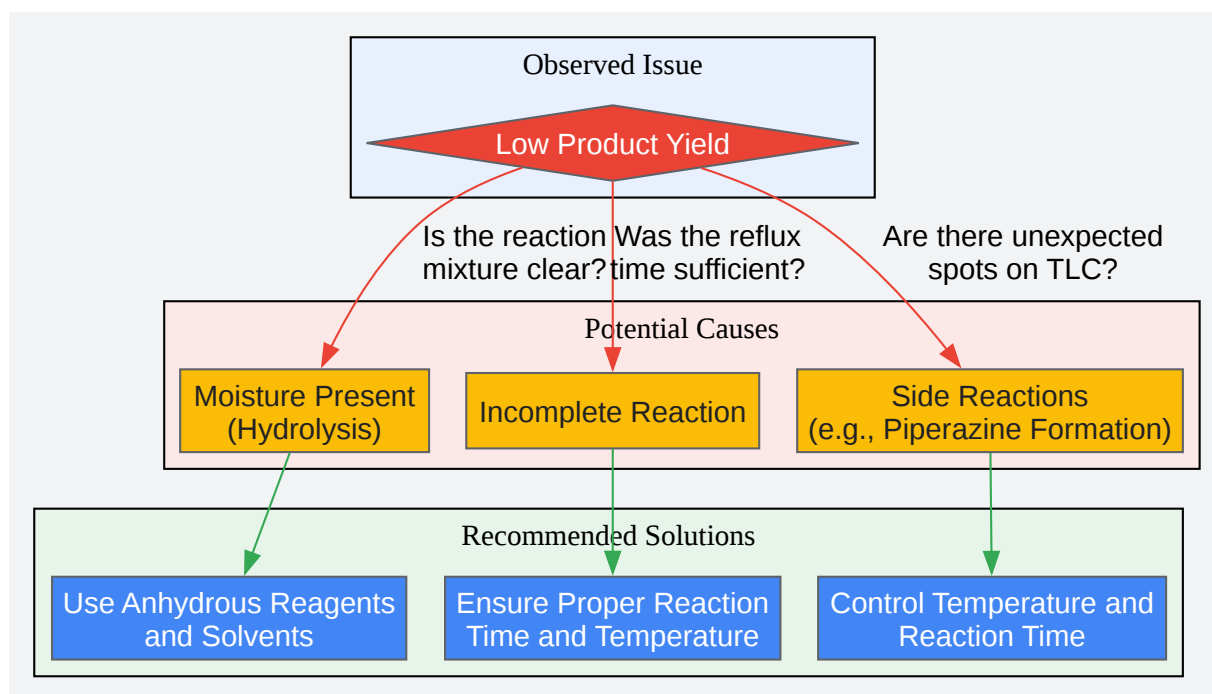 Observed Issue
Low Product Yield
Is the reaction
mixture clear?
Was the reflux
time sufficient?
Are there unexpected
spots on TLC?
Potential Causes
Moisture Present
(Hydrolysis)
Incomplete Reaction
Side Reactions
(e.g., Piperazine Formation)
Recommended Solutions
Use Anhydrous Reagents
and Solvents
Ensure Proper Reaction
Time and Temperature
Control Temperature and
Reaction Time